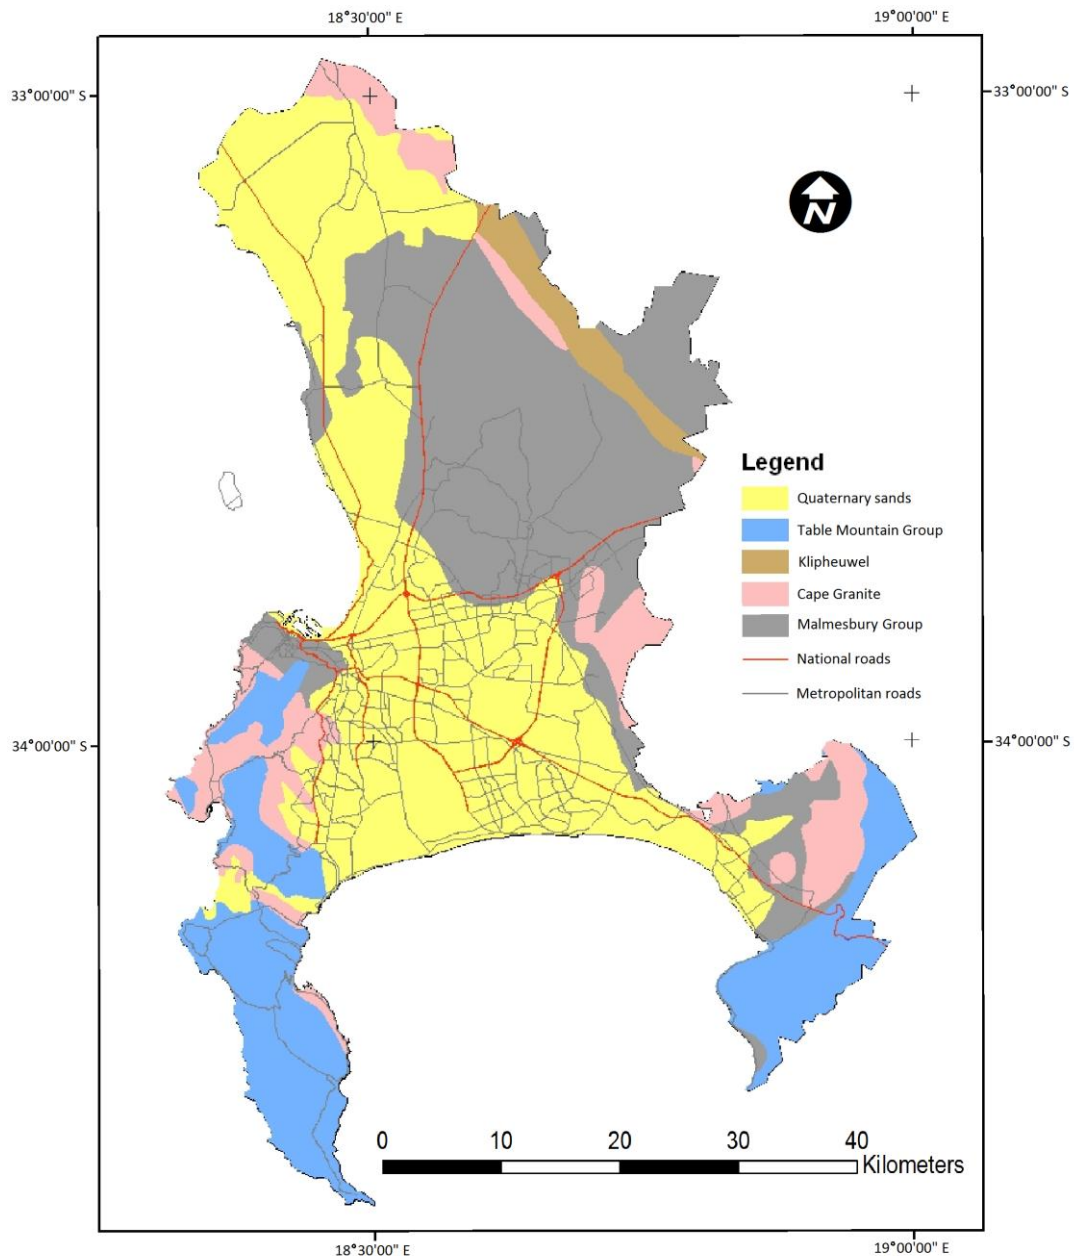 18°30'00" E
19°00'00" E
33°00'00" S
33°00'00" S
N
Legend
Quaternary sands
Table Mountain Group
Klipheuwel
Cape Granite
Malmesbury Group
National roads
Metropolitan roads
34°00'00" S
34°00'00" S
0 10 20 30 40
Kilometers
18°30'00" E
19°00'00" E